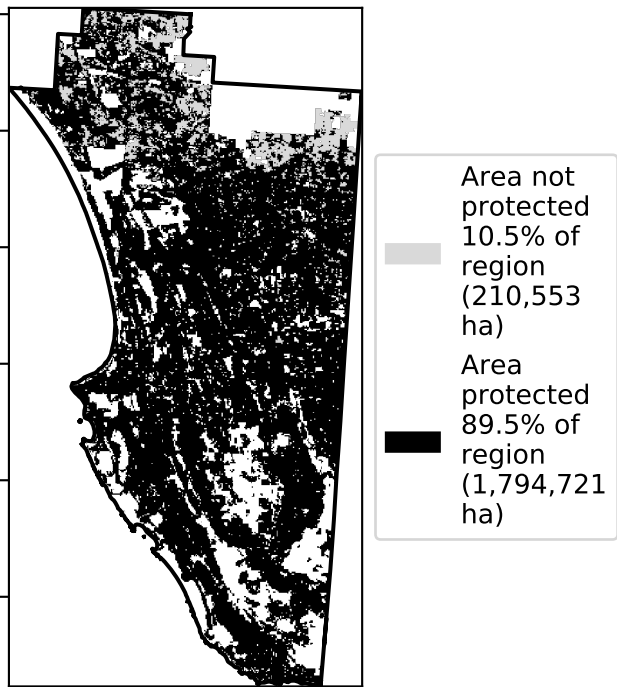 Area not
protected
10.5% of
region
(210,553
ha)
Area
protected
89.5% of
region
(1,794,721
ha)